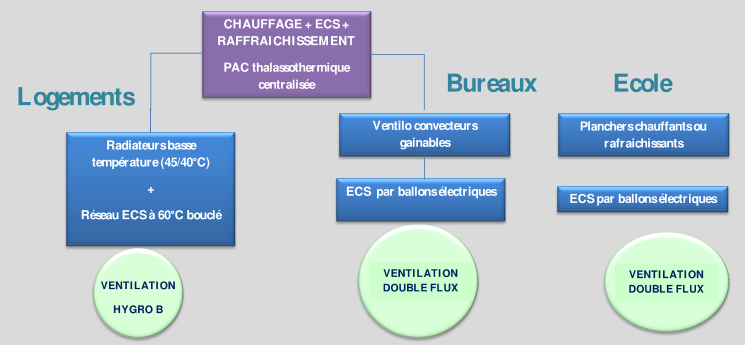 CHAUFFAGE + ECS +
RAFFRAICHISSEMENT
PAC thalassothermique
centralisée
Logements
Bureaux
Ecole
Radiateurs basse
température (45/40°C)
+
Réseau ECS à 60°C bouclé
Ventilo convecteurs
gainables
Planchers chauffants ou
rafraichissants
ECS par ballons électriques
ECS par ballons électriques
VENTILATION
HYGRO B
VENTILATION
DOUBLE FLUX
VENTILATION
DOUBLE FLUX